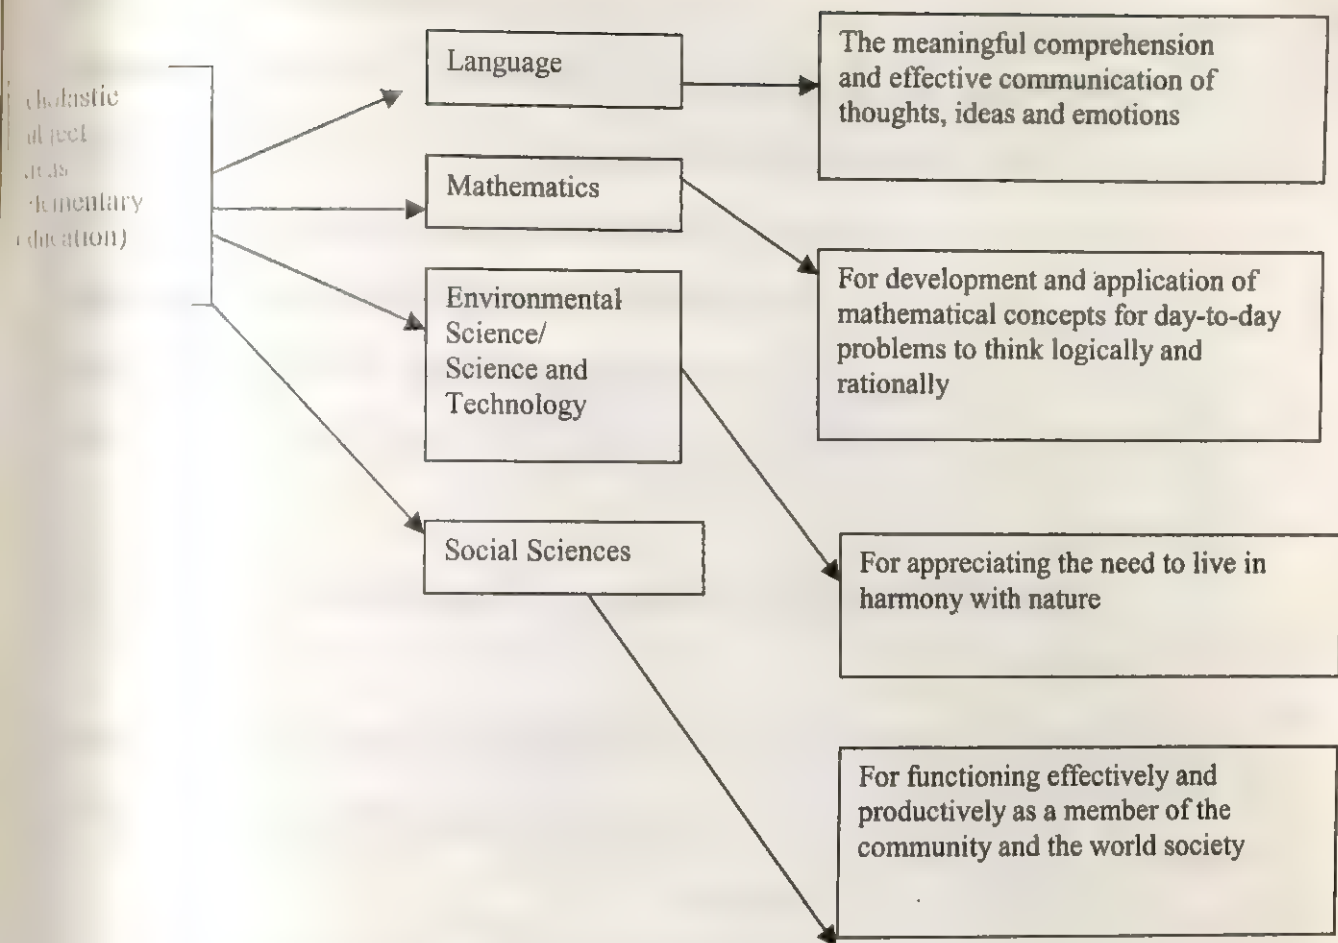 (elementary
education)
Language
The meaningful comprehension
and effective communication of
thoughts, ideas and emotions
Mathematics
For development and application of
mathematical concepts for day-to-day
problems to think logically and
rationally
Environmental
Science/
Science and
Technology
For appreciating the need to live in
harmony with nature
Social Sciences
For functioning effectively and
productively as a member of the
community and the world society